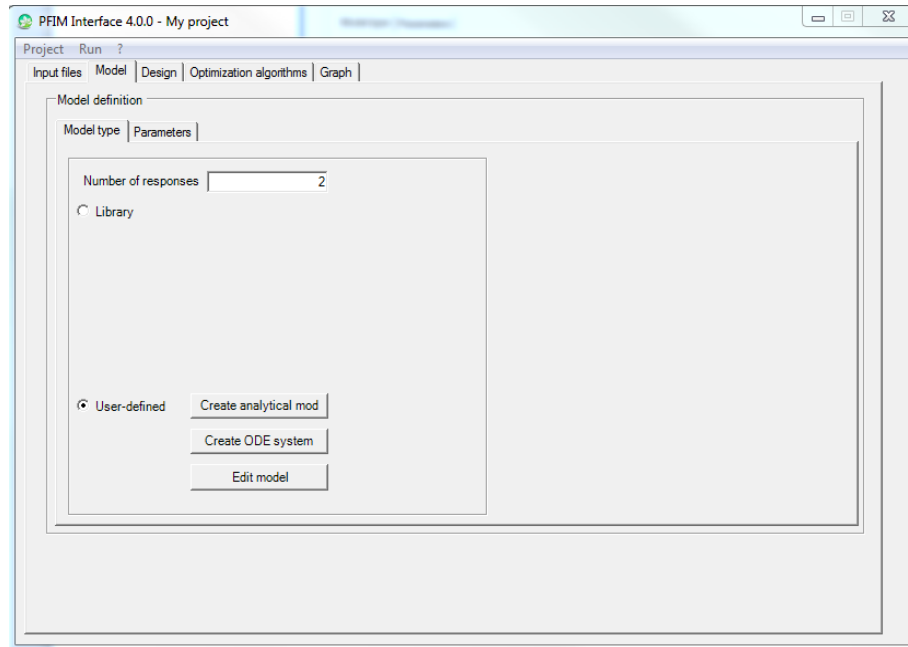 PFIM Interface 4.0.0 - My project
Project Run ?
Input files Model Design Optimization algorithms Graph
Model definition
Model type Parameters
Number of responses 2
Library
User-defined Create analytical mod
Create ODE system
Edit model